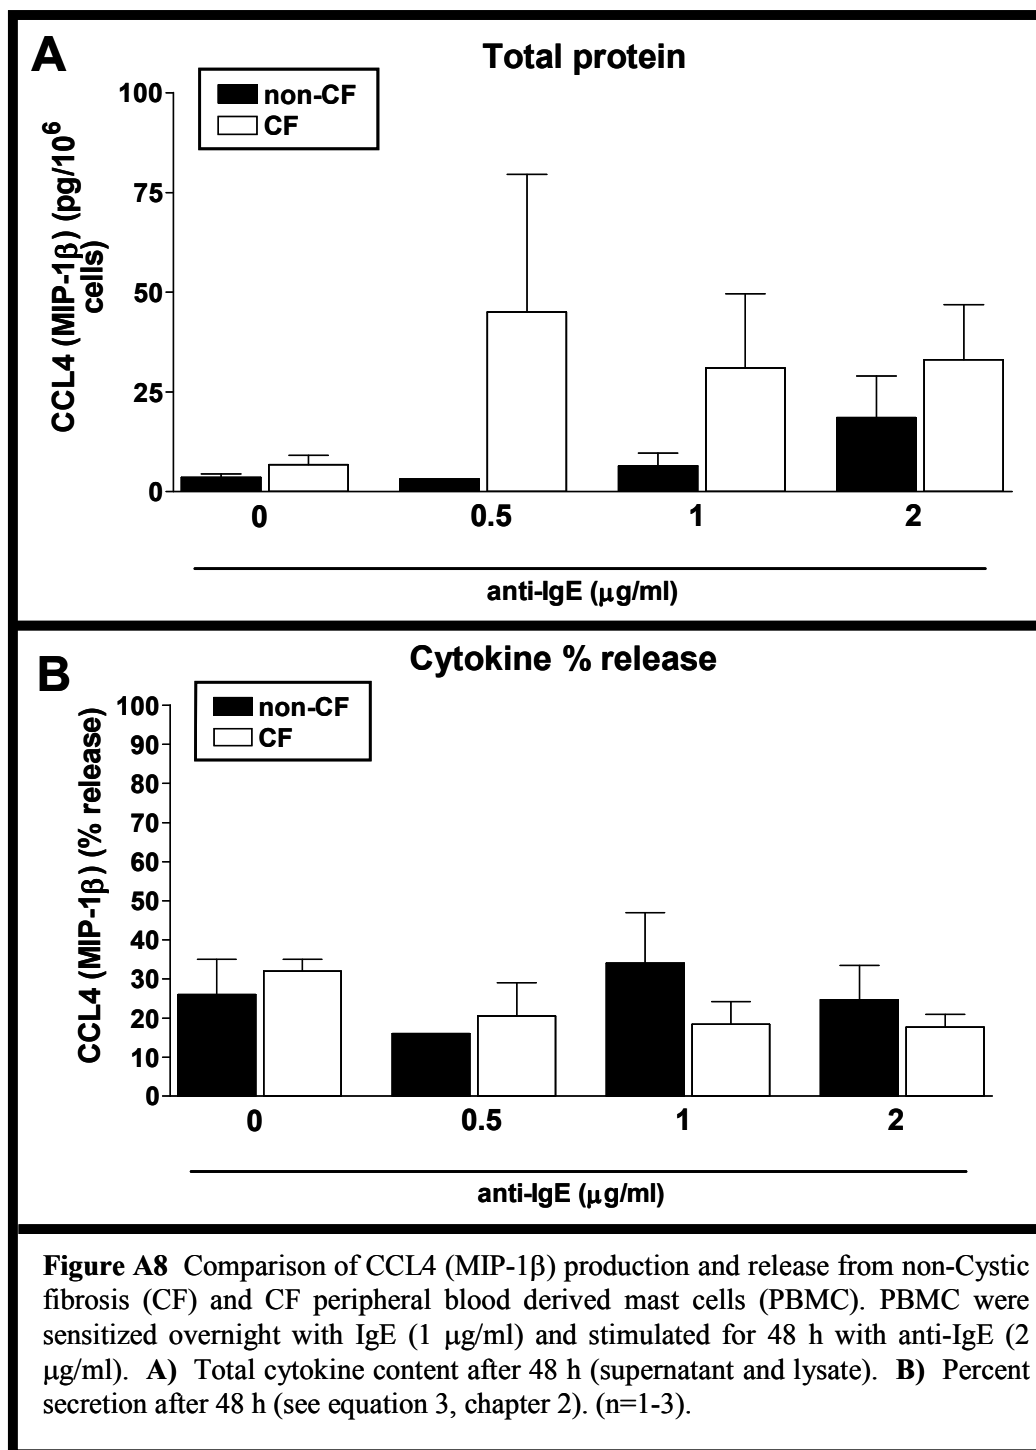 A
Total protein
non-CF
CF
CCL4 (MIP-1β) (pg/10⁶
cells)
100
75
50
25
0
0 0.5 1 2
anti-IgE (μg/ml)
B
Cytokine % release
non-CF
CF
CCL4 (MIP-1β) (% release)
100
90
80
70
60
50
40
30
20
10
0
0 0.5 1 2
anti-IgE (μg/ml)
Figure A8 Comparison of CCL4 (MIP-1β) production and release from non-Cystic
fibrosis (CF) and CF peripheral blood derived mast cells (PBMC). PBMC were
sensitized overnight with IgE (1 μg/ml) and stimulated for 48 h with anti-IgE (2
μg/ml). A) Total cytokine content after 48 h (supernatant and lysate). B) Percent
secretion after 48 h (see equation 3, chapter 2). (n=1-3).